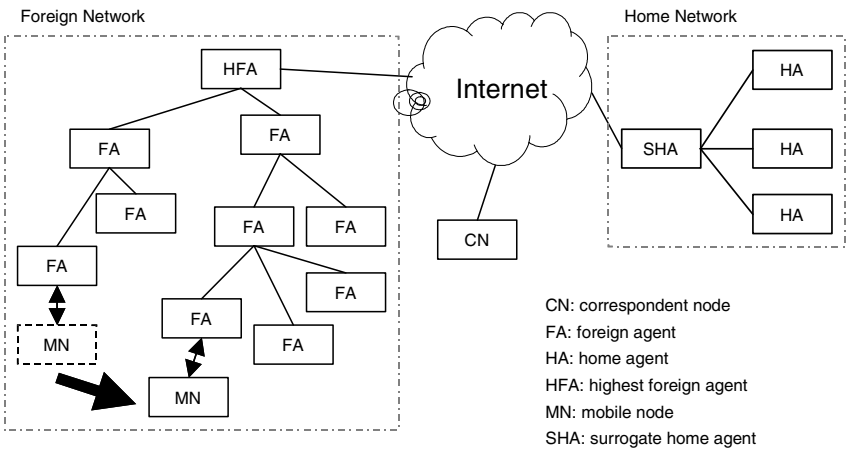 Foreign Network
Home Network
HFA
Internet
HA
FA
FA
SHA
HA
FA
FA
FA
HA
CN
FA
FA
FA
MN
FA
MN
CN: correspondent node
FA: foreign agent
HA: home agent
HFA: highest foreign agent
MN: mobile node
SHA: surrogate home agent